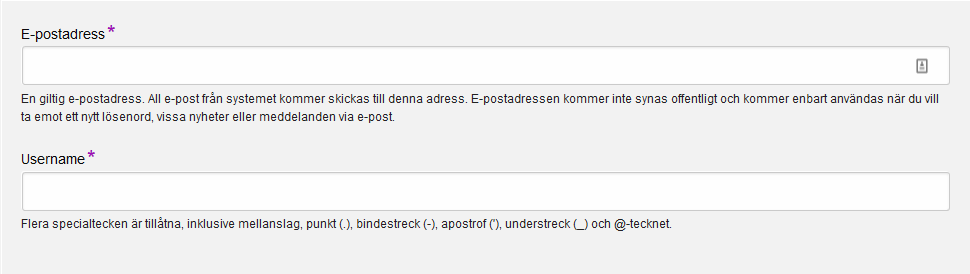 E-postadress*
En giltig e-postadress. All e-post från systemet kommer skickas till denna adress. E-postadressen kommer inte synas offentligt och kommer enbart användas när du vill
ta emot ett nytt lösenord, vissa nyheter eller meddelanden via e-post.
Username*
Flera specialtecken är tillåtna, inklusive mellanslag, punkt (.), bindestreck (-), apostrof ('), understreck (_) och @-tecknet.